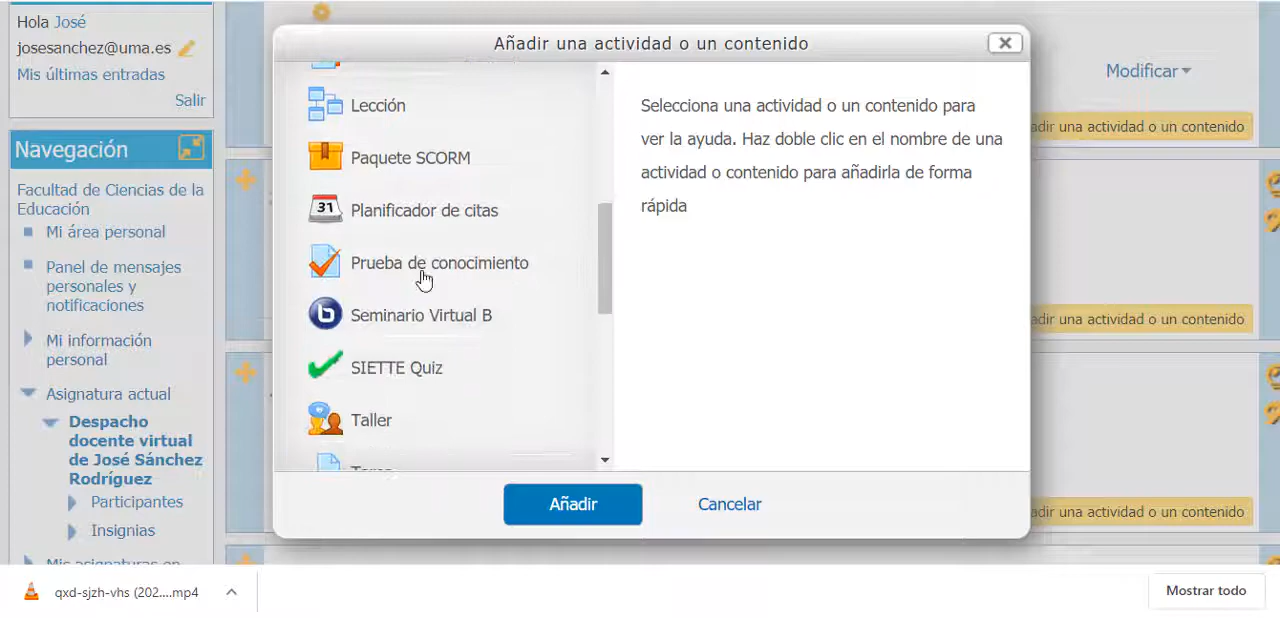 Hola José
josesanchez@uma.es
Mis últimas entradas
Salir
Navegación
Facultad de Ciencias de la
Educación
Mi área personal
Panel de mensajes
personales y
notificaciones
Mi información
personal
Asignatura actual
Despacho
docente virtual
de José Sánchez
Rodríguez
Participantes
Insignias
Mis asignaturas en
Añadir una actividad o un contenido
Lección
Paquete SCORM
31
Planificador de citas
Prueba de conocimiento
b
Seminario Virtual B
SIETTE Quiz
Taller
Tarea
Selecciona una actividad o un contenido para
ver la ayuda. Haz doble clic en el nombre de una
actividad o contenido para añadirla de forma
rápida
Añadir
Cancelar
Modificar
adir una actividad o un contenido
adir una actividad o un contenido
adir una actividad o un contenido
qxd-sjzh-vhs (202....mp4
Mostrar todo